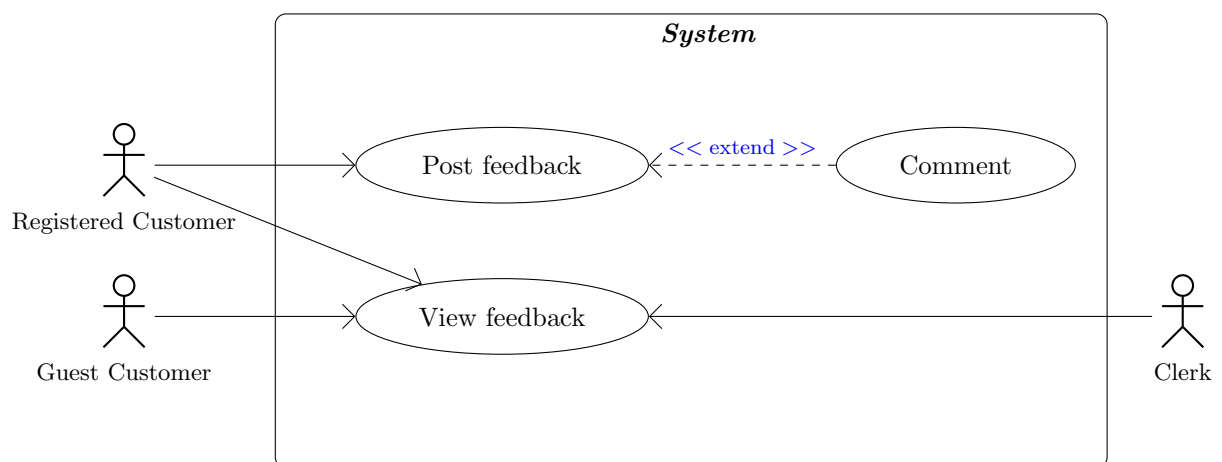 System
Post feedback
<< extend >>
Comment
Registered Customer
View feedback
Guest Customer
Clerk